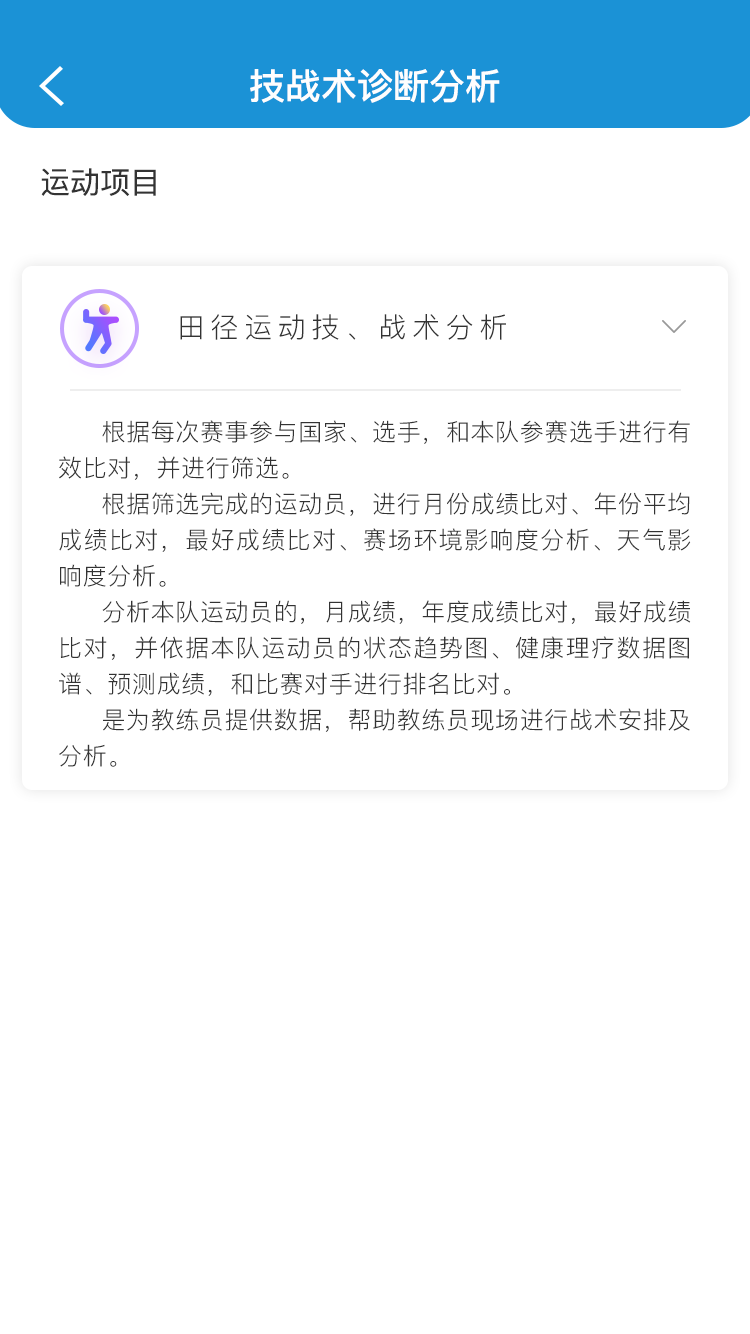 技战术诊断分析
运动项目
田径运动技、战术分析
根据每次赛事参与国家、选手，和本队参赛选手进行有
效比对，并进行筛选。
根据筛选完成的运动员，进行月份成绩比对、年份平均
成绩比对，最好成绩比对、赛场环境影响度分析、天气影
响度分析。
分析本队运动员的，月成绩，年度成绩比对，最好成绩
比对，并依据本队运动员的状态趋势图、健康理疗数据图
谱、预测成绩，和比赛对手进行排名比对。
是为教练员提供数据，帮助教练员现场进行战术安排及
分析。